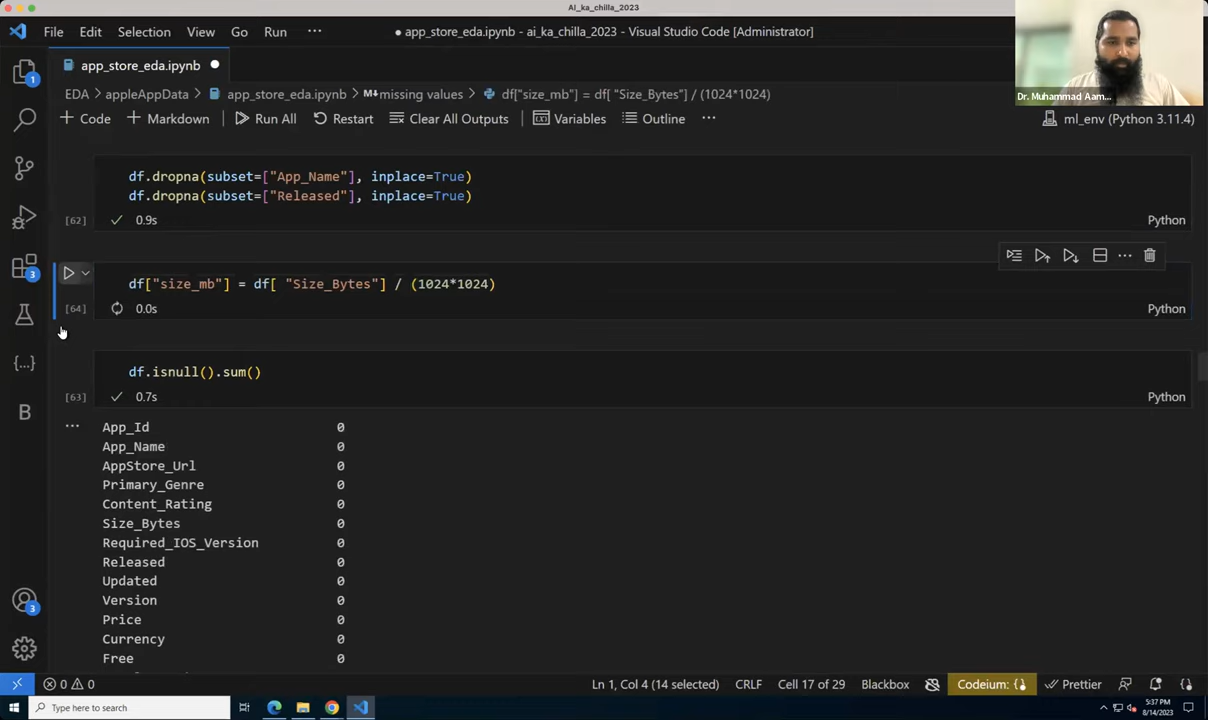 AI_ka_chilla_2023
File Edit Selection View Go Run ··· ● app_store_eda.ipynb - ai_ka_chilla_2023 - Visual Studio Code [Administrator]
app_store_eda.ipynb ●
EDA > appleAppData > app_store_eda.ipynb > M↓missing values > df["size_mb"] = df[ "Size_Bytes"] / (1024*1024)
Dr. Muhammad Aam...
+ Code + Markdown Run All Restart Clear All Outputs Variables Outline ··· ml_env (Python 3.11.4)
df.dropna(subset=["App_Name"], inplace=True)
df.dropna(subset=["Released"], inplace=True)
[62] ✓ 0.9s Python
df["size_mb"] = df[ "Size_Bytes"] / (1024*1024)
[64] 0.0s Python
df.isnull().sum()
[63] ✓ 0.7s Python
··· App_Id 0
App_Name 0
AppStore_Url 0
Primary_Genre 0
Content_Rating 0
Size_Bytes 0
Required_IOS_Version 0
Released 0
Updated 0
Version 0
Price 0
Currency 0
Free 0
1
3
{...}
B
3
0 0 Ln 1, Col 4 (14 selected) CRLF Cell 17 of 29 Blackbox Codeium: {} Prettier
Type here to search
5:37 PM
8/14/2023